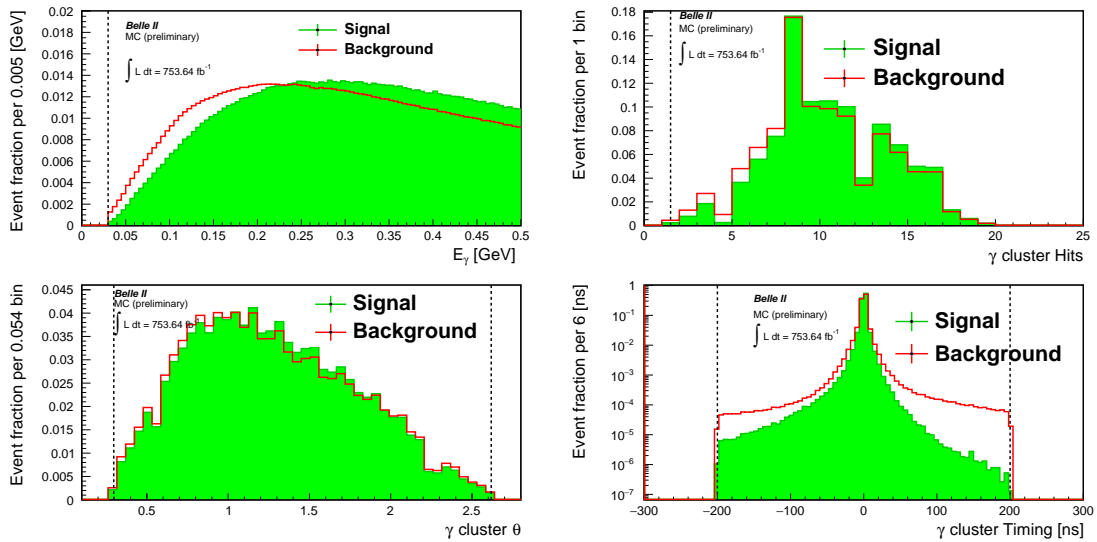 Event fraction per 0.005 [GeV]
0.02
0.018
0.016
0.014
0.012
0.01
0.008
0.006
0.004
0.002
0
Belle II
MC (preliminary)
∫ L dt = 753.64 fb⁻¹
Signal
Background
0 0.05 0.1 0.15 0.2 0.25 0.3 0.35 0.4 0.45 0.5
E_γ [GeV]
Event fraction per 1 bin
0.18
0.16
0.14
0.12
0.1
0.08
0.06
0.04
0.02
0
Belle II
MC (preliminary)
∫ L dt = 753.64 fb⁻¹
Signal
Background
0 5 10 15 20 25
γ cluster Hits
Event fraction per 0.054 bin
0.045
0.04
0.035
0.03
0.025
0.02
0.015
0.01
0.005
0
Belle II
MC (preliminary)
∫ L dt = 753.64 fb⁻¹
Signal
Background
0.5 1 1.5 2 2.5
γ cluster θ
Event fraction per 6 [ns]
1
10⁻¹
10⁻²
10⁻³
10⁻⁴
10⁻⁵
10⁻⁶
10⁻⁷
Belle II
MC (preliminary)
∫ L dt = 753.64 fb⁻¹
Signal
Background
−300 −200 −100 0 100 200 300
γ cluster Timing [ns]